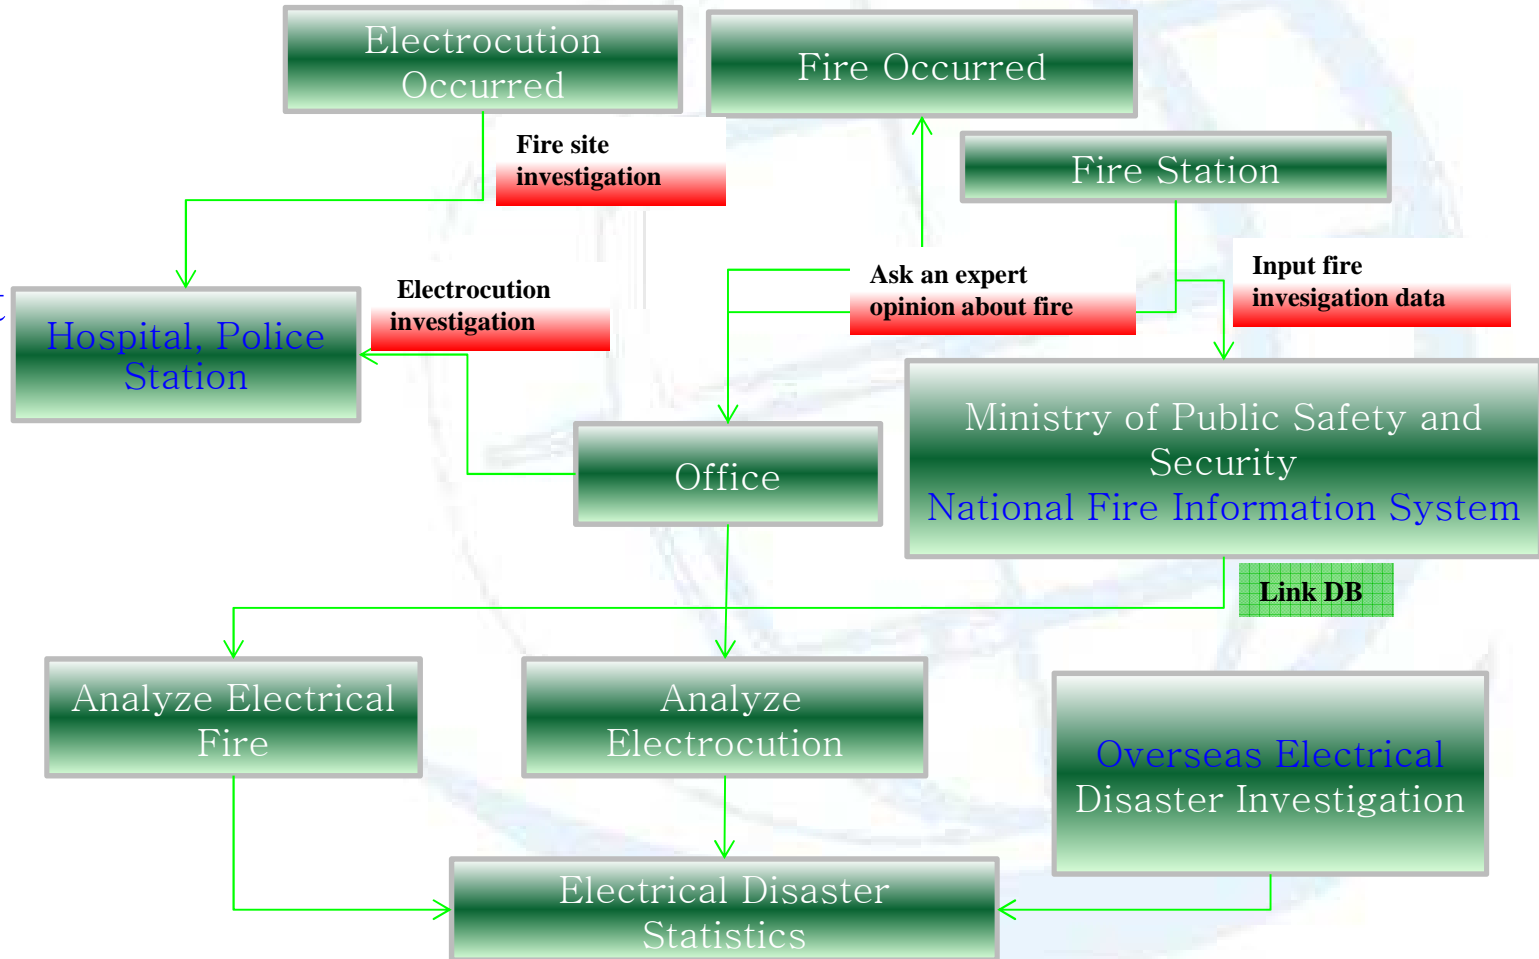 Electrocution
Occurred
Fire Occurred
Fire site
investigation
Fire Station
t
Hospital, Police
Station
Electrocution
investigation
Ask an expert
opinion about fire
Input fire
invesigation data
Office
Ministry of Public Safety and
Security
National Fire Information System
Link DB
Analyze Electrical
Fire
Analyze
Electrocution
Overseas Electrical
Disaster Investigation
Electrical Disaster
Statistics